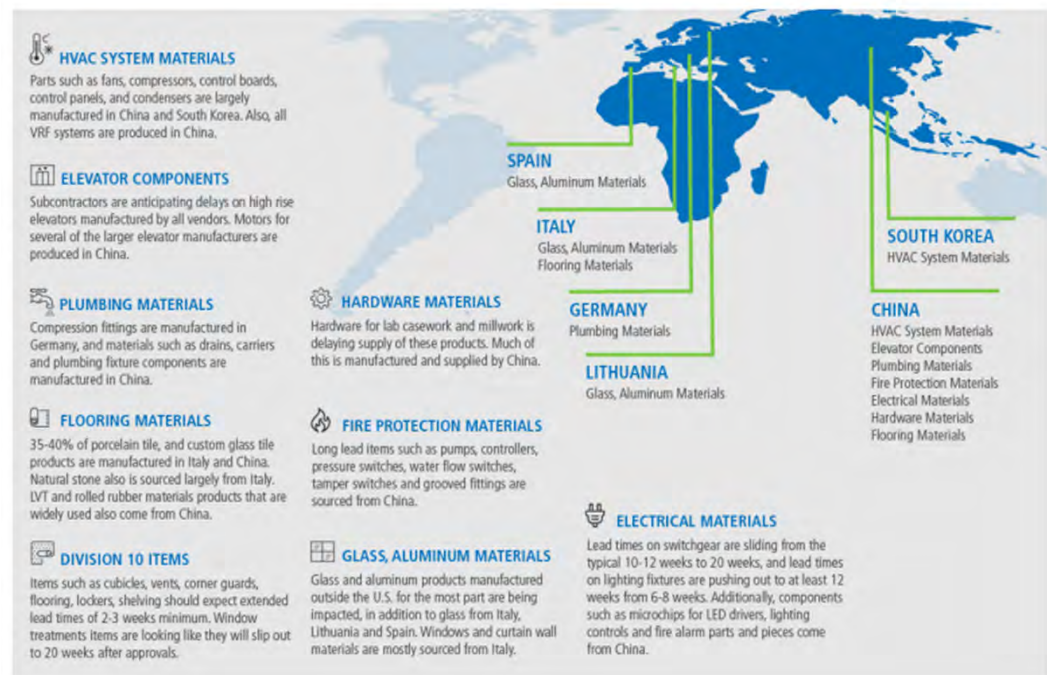 HVAC SYSTEM MATERIALS
Parts such as fans, compressors, control boards,
control panels, and condensers are largely
manufactured in China and South Korea. Also, all
VRF systems are produced in China.
ELEVATOR COMPONENTS
Subcontractors are anticipating delays on high rise
elevators manufactured by all vendors. Motors for
several of the larger elevator manufacturers are
produced in China.
PLUMBING MATERIALS
Compression fittings are manufactured in
Germany, and materials such as drains, carriers
and plumbing fixture components are
manufactured in China.
FLOORING MATERIALS
35-40% of porcelain tile, and custom glass tile
products are manufactured in Italy and China.
Natural stone also is sourced largely from Italy.
LVT and rolled rubber materials products that are
widely used also come from China.
DIVISION 10 ITEMS
Items such as cubicles, vents, corner guards,
flooring, lockers, shelving should expect extended
lead times of 2-3 weeks minimum. Window
treatments items are looking like they will slip out
to 20 weeks after approvals.
HARDWARE MATERIALS
Hardware for lab casework and millwork is
delaying supply of these products. Much of
this is manufactured and supplied by China.
FIRE PROTECTION MATERIALS
Long lead items such as pumps, controllers,
pressure switches, water flow switches,
tamper switches and grooved fittings are
sourced from China.
GLASS, ALUMINUM MATERIALS
Glass and aluminum products manufactured
outside the U.S. for the most part are being
impacted, in addition to glass from Italy,
Lithuania and Spain. Windows and curtain wall
materials are mostly sourced from Italy.
SPAIN
Glass, Aluminum Materials
ITALY
Glass, Aluminum Materials
Flooring Materials
GERMANY
Plumbing Materials
LITHUANIA
Glass, Aluminum Materials
SOUTH KOREA
HVAC System Materials
CHINA
HVAC System Materials
Elevator Components
Plumbing Materials
Fire Protection Materials
Electrical Materials
Hardware Materials
Flooring Materials
ELECTRICAL MATERIALS
Lead times on switchgear are sliding from the
typical 10-12 weeks to 20 weeks, and lead times
on lighting fixtures are pushing out to at least 12
weeks from 6-8 weeks. Additionally, components
such as microchips for LED drivers, lighting
controls and fire alarm parts and pieces come
from China.